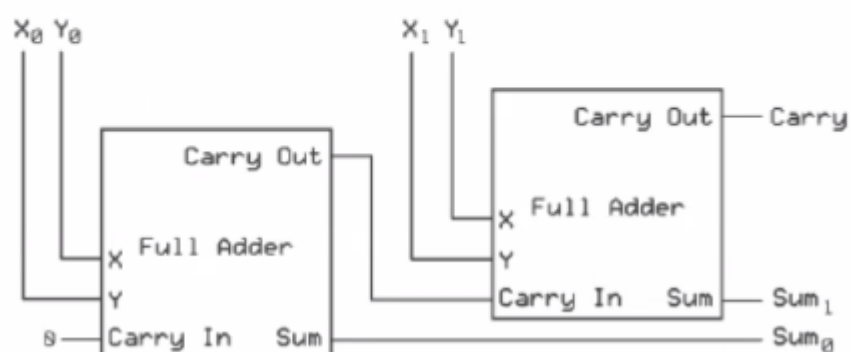 X₀ Y₀
X₁ Y₁
Carry Out
Carry
Carry Out
X
Full Adder
X
Full Adder
Y
Y
Carry In
Sum
Sum₁
0
Carry In
Sum
Sum₀